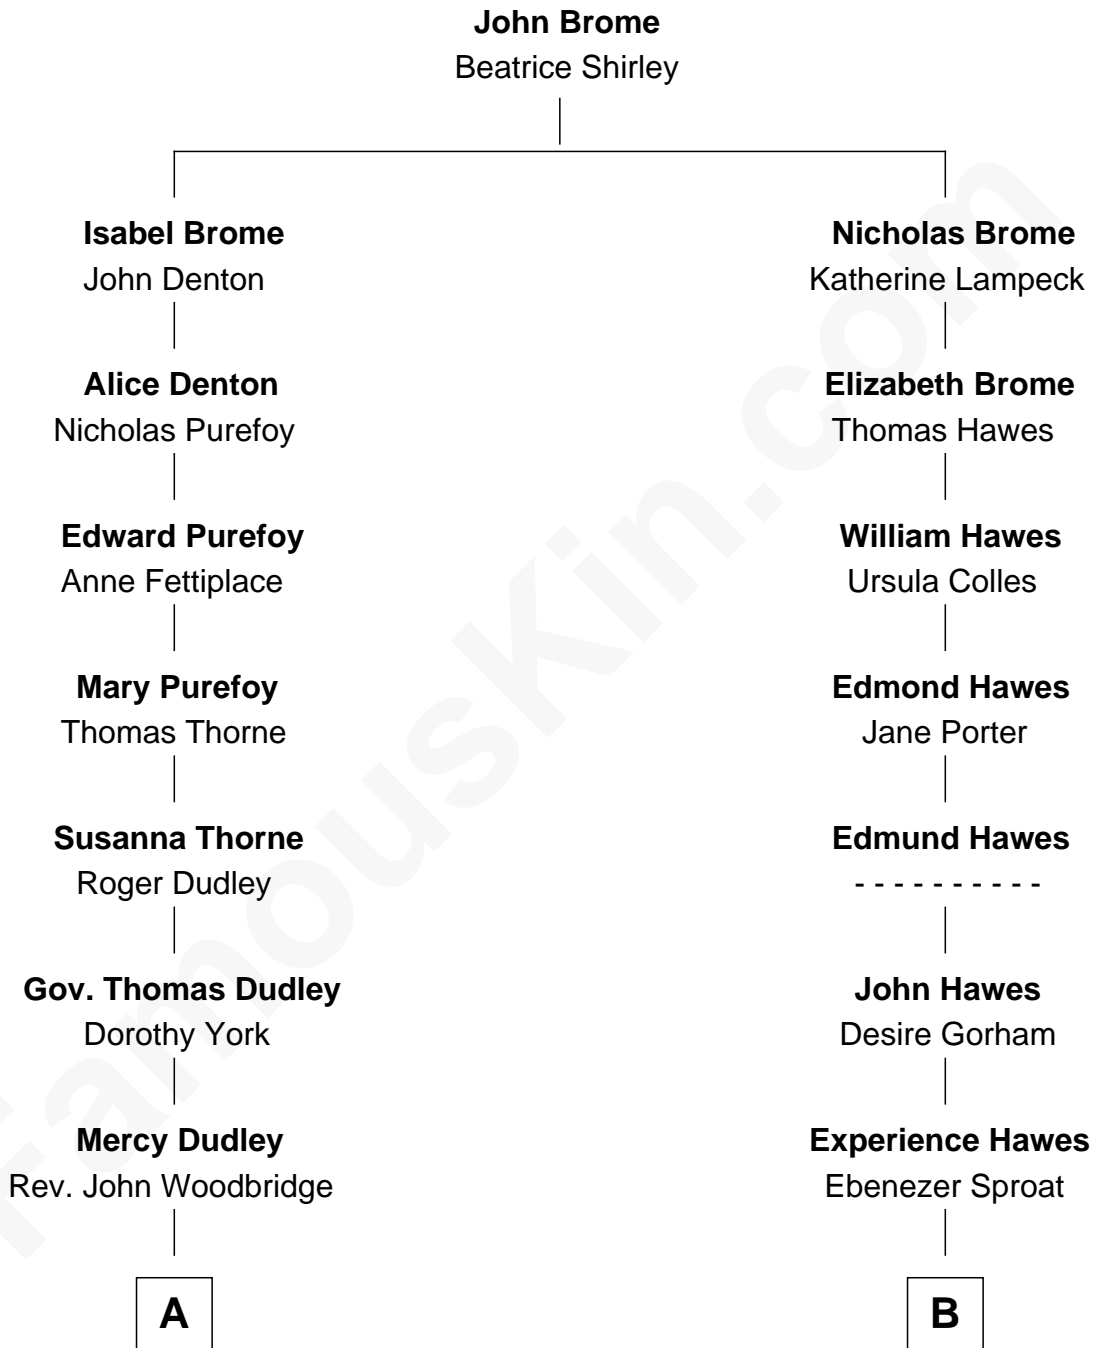 John Brome
Beatrice Shirley
Isabel Brome
John Denton
Alice Denton
Nicholas Purefoy
Edward Purefoy
Anne Fettiplace
Mary Purefoy
Thomas Thorne
Susanna Thorne
Roger Dudley
Gov. Thomas Dudley
Dorothy York
Mercy Dudley
Rev. John Woodbridge
A
Nicholas Brome
Katherine Lampeck
Elizabeth Brome
Thomas Hawes
William Hawes
Ursula Colles
Edmond Hawes
Jane Porter
Edmund Hawes
- - - - - - - - - -
John Hawes
Desire Gorham
Experience Hawes
Ebenezer Sproat
B
FamousKin.com